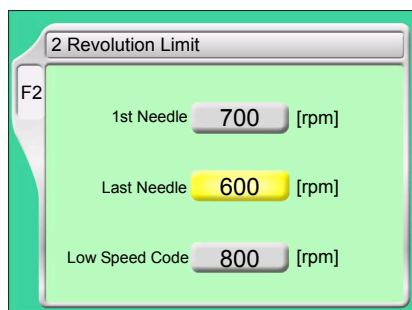 2 Revolution Limit
F2
1st Needle 700 [rpm]
Last Needle 600 [rpm]
Low Speed Code 800 [rpm]